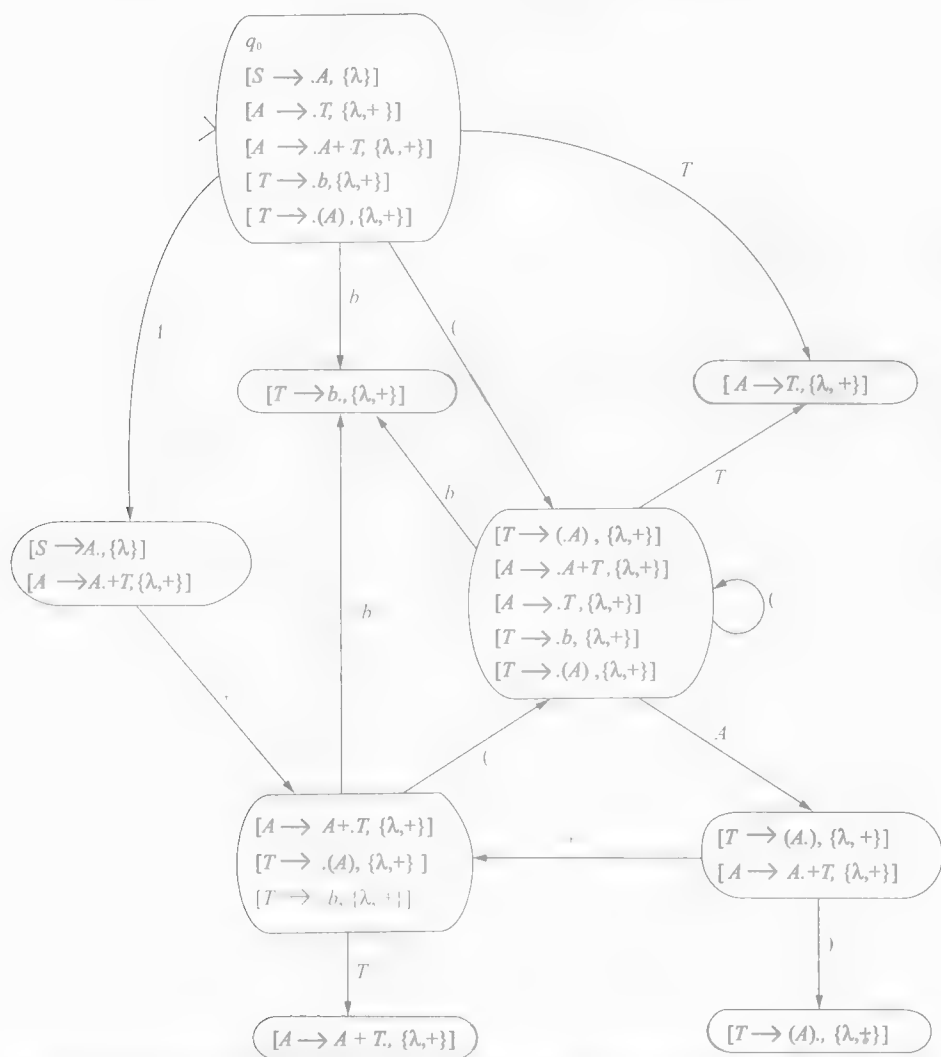 q₀
[S → .A, {λ}]
[A → .T, {λ,+ }]
[A → .A+ .T, {λ,+}]
[ T → .b,{λ,+}]
[ T → .(A) ,{λ,+}]
T
b
(
[T → b.,{λ,+}]
[ A → T.,{λ, +}]
T
b
[S → A.,{λ}]
[A → A.+T,{λ,+}]
b
[T → (.A) , {λ,+}]
[A → .A+T ,{λ,+}]
[A → .T ,{λ,+}]
[T → .b, {λ,+}]
[T → .(A) ,{λ,+}]
(
(
A
[A → A+.T, {λ,+}]
[T → .(A), {λ,+} ]
[T → b, {λ, +}]
[T → (A.), {λ, +}]
[A → A.+T, {λ,+}]
T
)
[A → A + T., {λ,+}]
[T → (A)., {λ,+}]